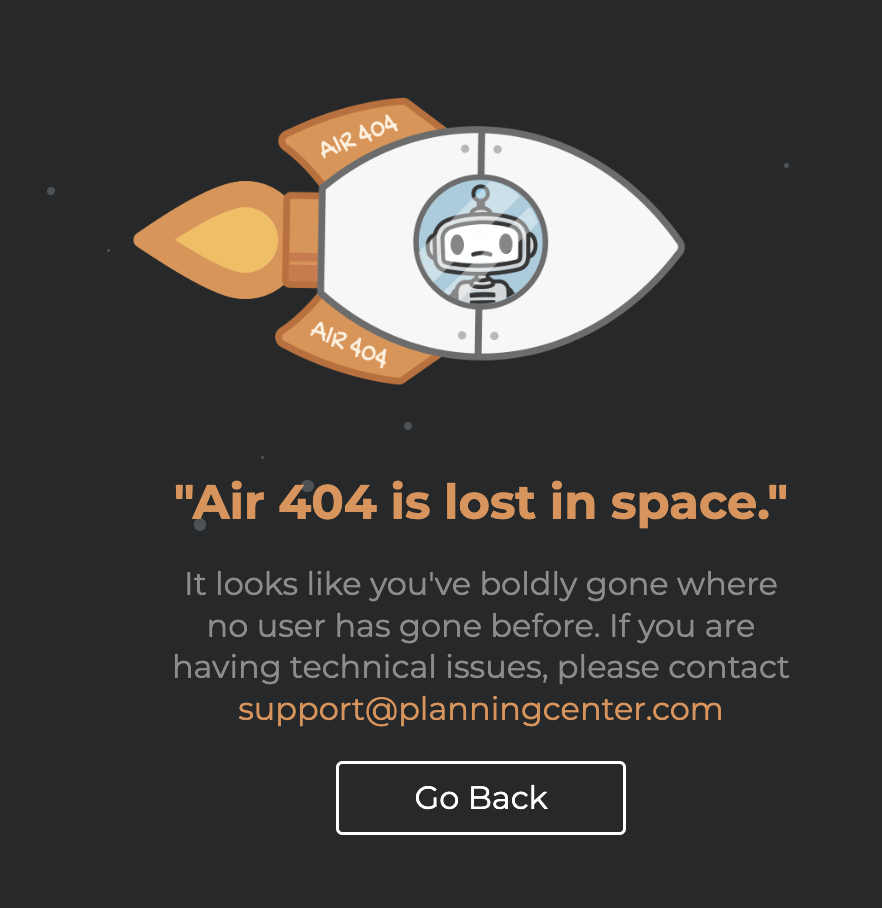 AIR 404
AIR 404
"Air 404 is lost in space."
It looks like you've boldly gone where
no user has gone before. If you are
having technical issues, please contact
support@planningcenter.com
Go Back